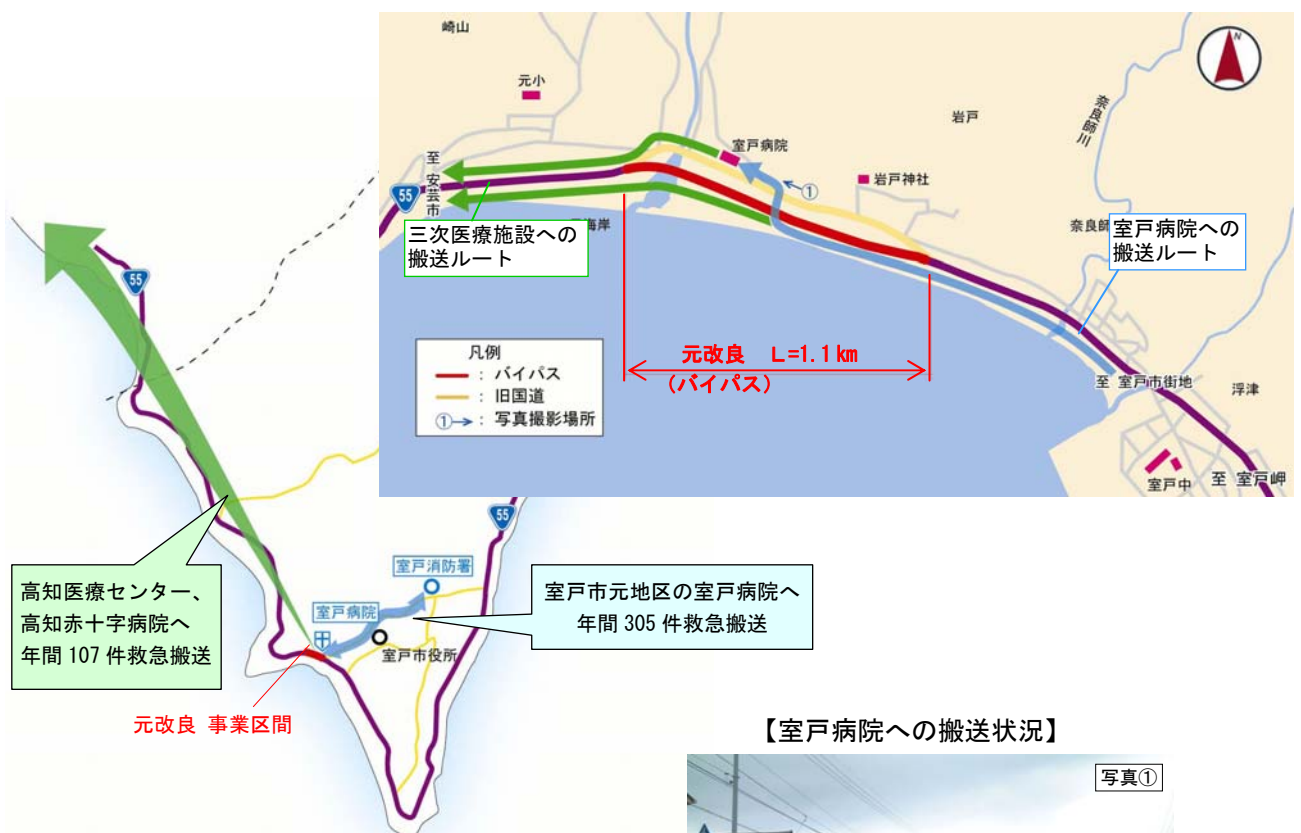 崎山
N
元小
岩戸
奈良師川
室戸病院
至 安芸市
岩戸神社
①
55
三次医療施設への
搬送ルート
海岸
奈良師
室戸病院への
搬送ルート
凡例
: バイパス
: 旧国道
①→ : 写真撮影場所
元改良 L=1.1km
(バイパス)
至 室戸市街地
浮津
室戸中
至 室戸岬
55
55
高知医療センター、
高知赤十字病院へ
年間 107 件救急搬送
室戸消防署
室戸病院
室戸市役所
室戸市元地区の室戸病院へ
年間 305 件救急搬送
元改良 事業区間
【室戸病院への搬送状況】
写真①